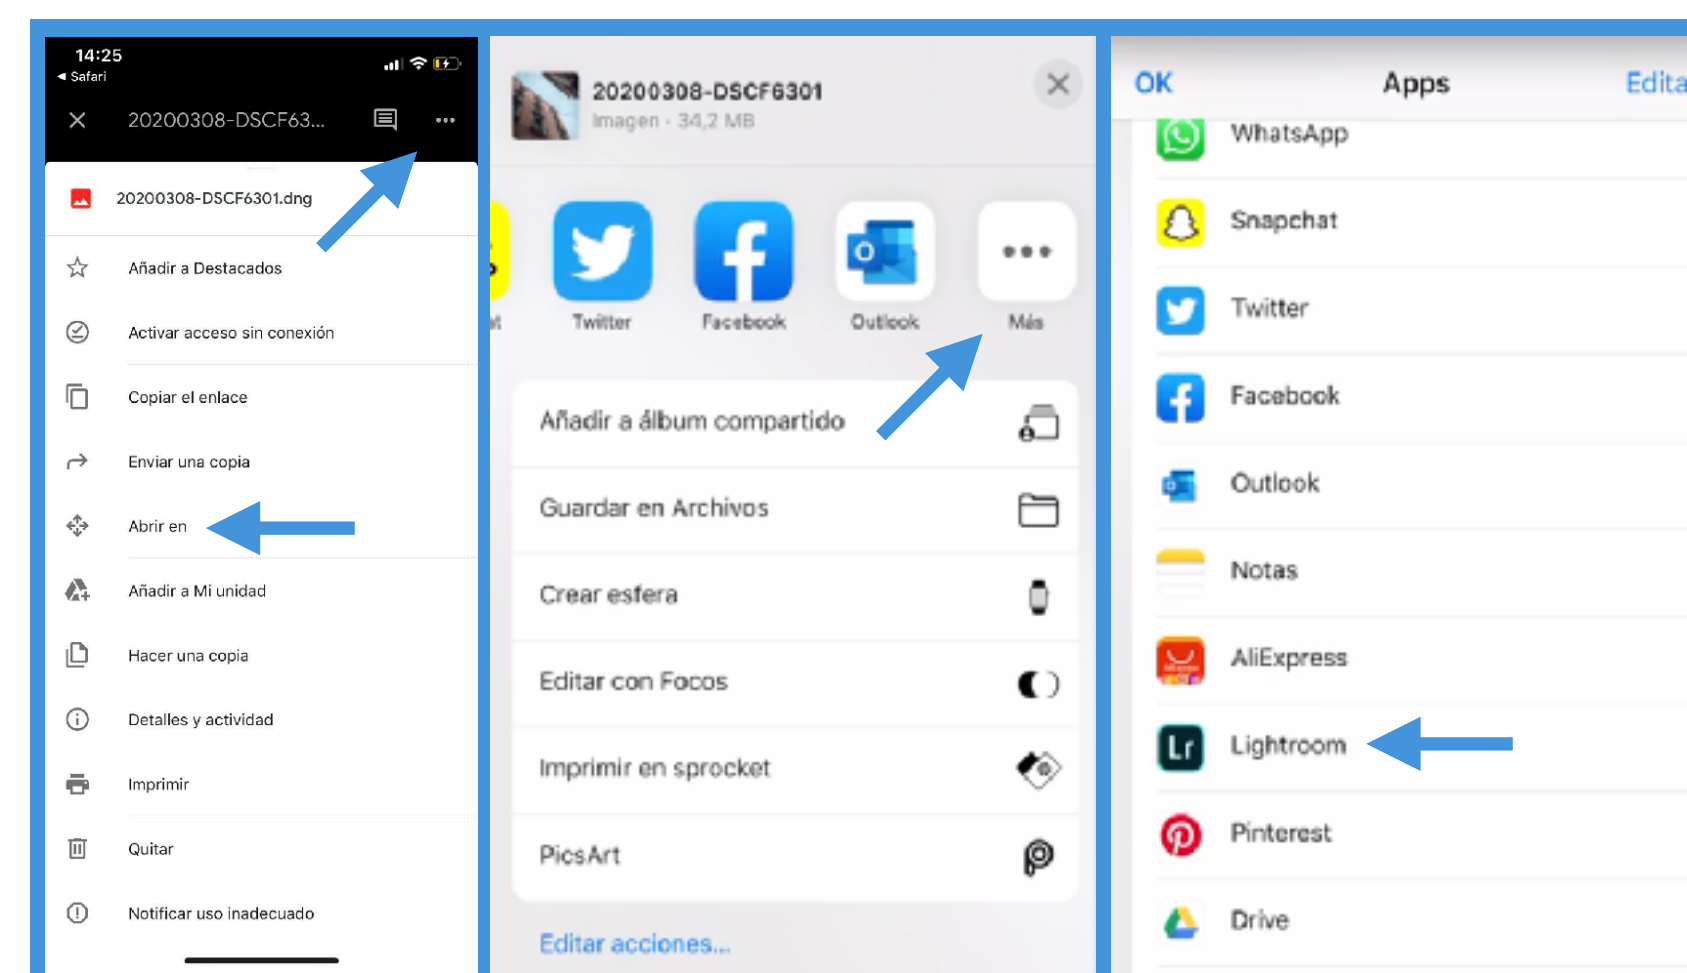 14:25
◀ Safari
20200308-DSCF63...
20200308-DSCF6301.dng
Añadir a Destacados
Activar acceso sin conexión
Copiar el enlace
Enviar una copia
Abrir en
Añadir a Mi unidad
Hacer una copia
Detalles y actividad
Imprimir
Quitar
Notificar uso inadecuado
20200308-DSCF6301
Imagen · 34,2 MB
at
Twitter
Facebook
Outlook
Más
Añadir a álbum compartido
Guardar en Archivos
Crear esfera
Editar con Focos
Imprimir en sprocket
PicsArt
Editar acciones...
OK
Apps
Edita
WhatsApp
Snapchat
Twitter
Facebook
Outlook
Notas
AliExpress
Lr
Lightroom
Pinterest
Drive